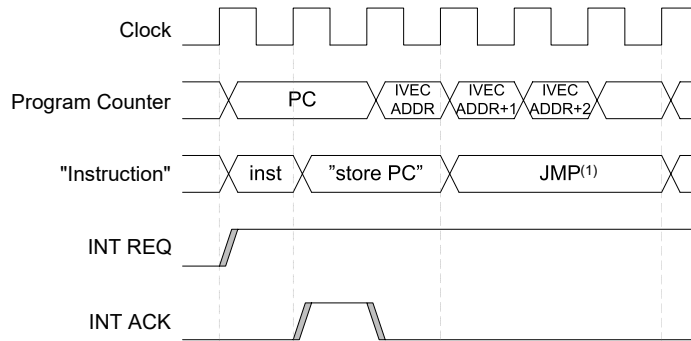 Clock
Program Counter
PC
IVEC
ADDR
IVEC
ADDR+1
IVEC
ADDR+2
"Instruction"
inst
"store PC”
JMP(1)
INT REQ
INT ACK